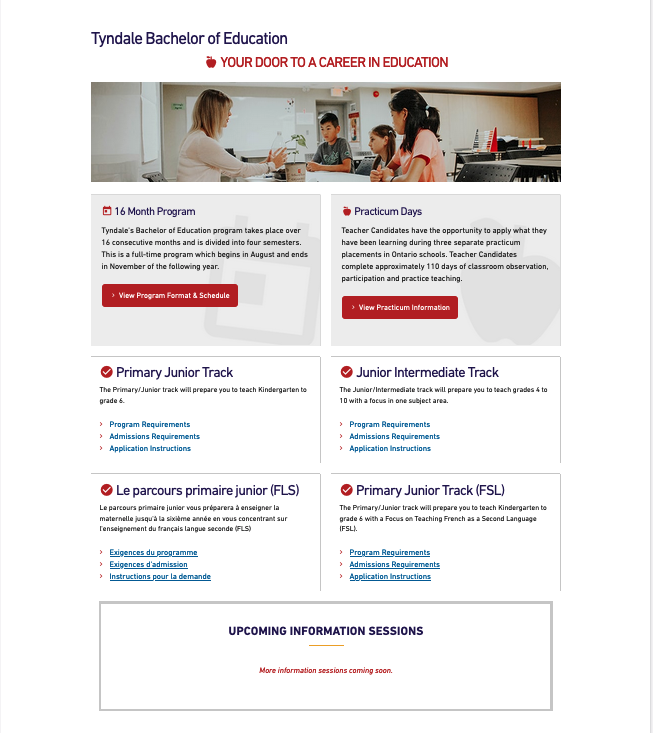 Tyndale Bachelor of Education
YOUR DOOR TO A CAREER IN EDUCATION
16 Month Program
Tyndale's Bachelor of Education program takes place over
16 consecutive months and is divided into four semesters.
This is a full-time program which begins in August and ends
in November of the following year.
› View Program Format & Schedule
Practicum Days
Teacher Candidates have the opportunity to apply what they
have been learning during three separate practicum
placements in Ontario schools. Teacher Candidates
complete approximately 110 days of classroom observation,
participation and practice teaching.
› View Practicum Information
Primary Junior Track
The Primary/Junior track will prepare you to teach Kindergarten to
grade 6.
› Program Requirements
› Admissions Requirements
› Application Instructions
Junior Intermediate Track
The Junior/Intermediate track will prepare you to teach grades 4 to
10 with a focus in one subject area.
› Program Requirements
› Admissions Requirements
› Application Instructions
Le parcours primaire junior (FLS)
Le parcours primaire junior vous préparera à enseigner la
maternelle jusqu'à la sixième année en vous concentrant sur
l'enseignement du français langue seconde (FLS)
› Exigences du programme
› Exigences d'admission
› Instructions pour la demande
Primary Junior Track (FSL)
The Primary/Junior track will prepare you to teach Kindergarten to
grade 6 with a Focus on Teaching French as a Second Language
(FSL).
› Program Requirements
› Admissions Requirements
› Application Instructions
UPCOMING INFORMATION SESSIONS
More information sessions coming soon.